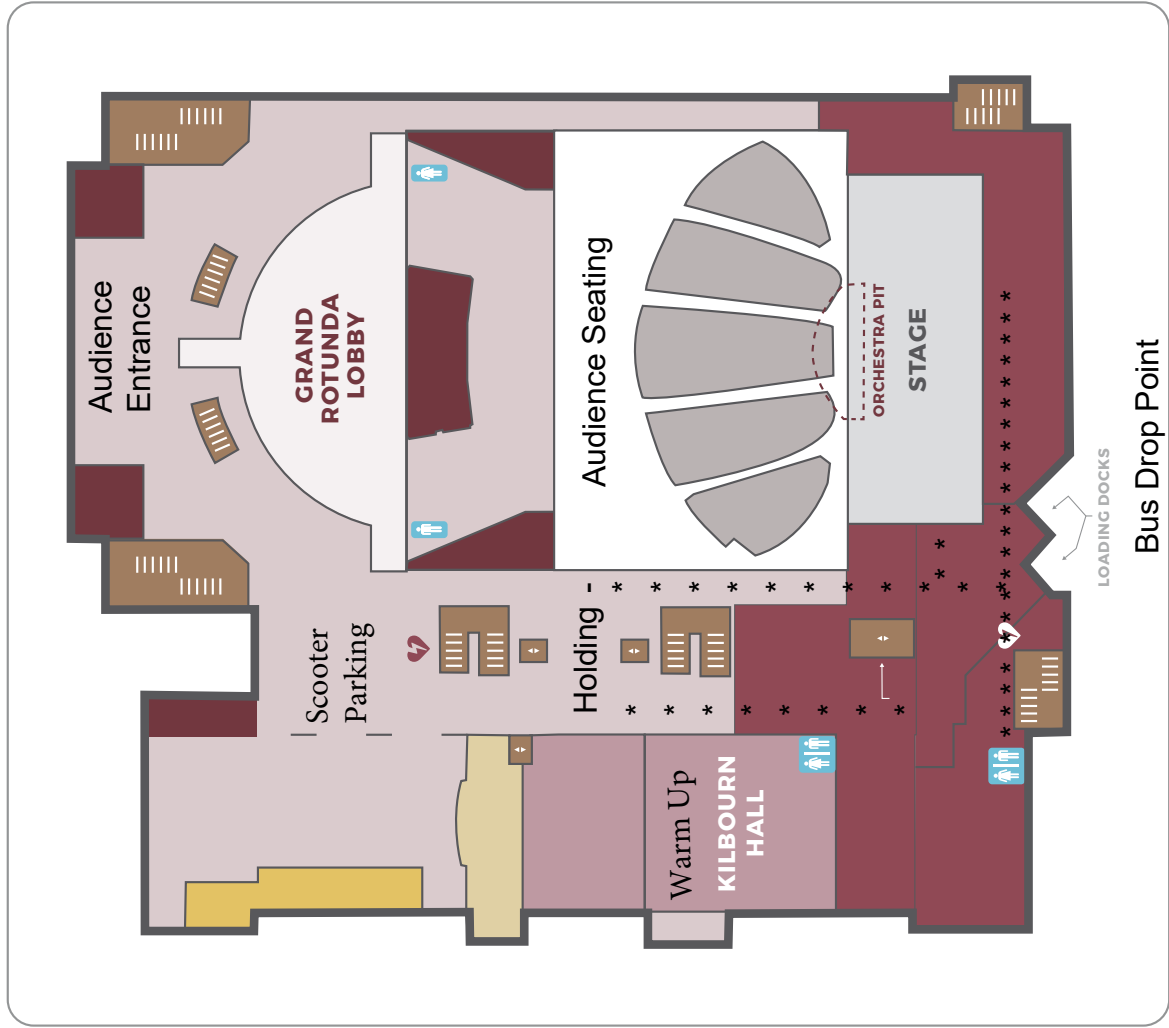 Audience
Entrance
GRAND
ROTUNDA
LOBBY
Audience Seating
ORCHESTRA PIT
STAGE
LOADING DOCKS
Bus Drop Point
Scooter
Parking
Holding -
* * * * * * * * * *
* * * * * * * *
* *
* * * * * * * * * * * * * * * * * * * *
Warm Up
KILBOURN
HALL